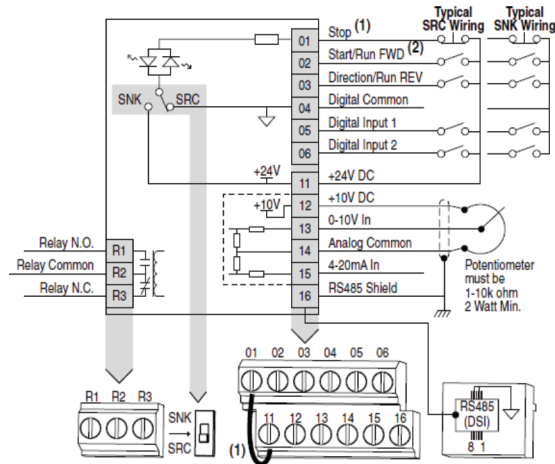 Typical SRC Wiring
Typical SNK Wiring
01 Stop (1)
02 Start/Run FWD (2)
03 Direction/Run REV
04 Digital Common
05 Digital Input 1
06 Digital Input 2
SNK SRC
+24V
11 +24V DC
+10V
12 +10V DC
13 0-10V In
14 Analog Common
15 4-20mA In
16 RS485 Shield
Relay N.O. R1
Relay Common R2
Relay N.C. R3
Potentiometer
must be
1-10k ohm
2 Watt Min.
R1 R2 R3
SNK
SRC
01 02 03 04 05 06
11 12 13 14 15 16
(1)
RS485
(DSI)
8 1